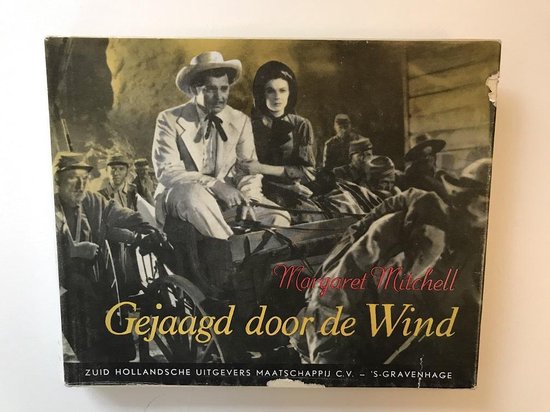 Margaret Mitchell
Gejaagd door de Wind
ZUID HOLLANDSCHE UITGEVERS MAATSCHAPPIJ C.V. – 'S-GRAVENHAGE